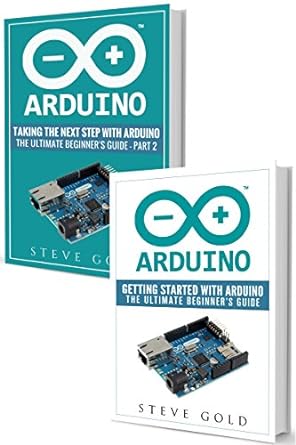 ARDUINO
TAKING THE NEXT STEP WITH ARDUINO
THE ULTIMATE BEGINNER'S GUIDE - PART 2
STEVE GOLD
TM
ARDUINO
GETTING STARTED WITH ARDUINO
THE ULTIMATE BEGINNER'S GUIDE
STEVE GOLD